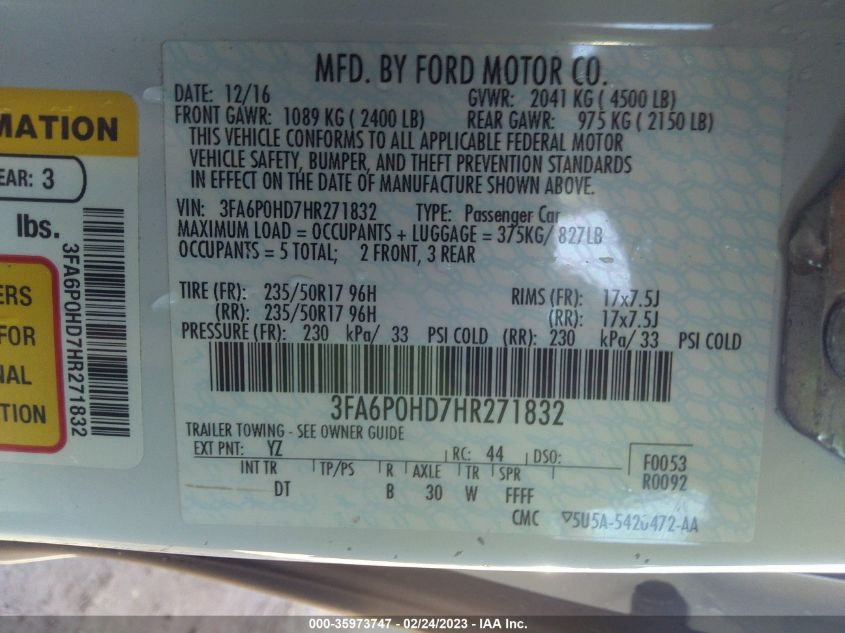 MFD. BY FORD MOTOR CO.
DATE: 12/16 GVWR: 2041 KG ( 4500 LB)
FRONT GAWR: 1089 KG ( 2400 LB) REAR GAWR: 975 KG ( 2150 LB)
THIS VEHICLE CONFORMS TO ALL APPLICABLE FEDERAL MOTOR
VEHICLE SAFETY, BUMPER, AND THEFT PREVENTION STANDARDS
IN EFFECT ON THE DATE OF MANUFACTURE SHOWN ABOVE.
VIN: 3FA6P0HD7HR271832 TYPE: Passenger Car
MAXIMUM LOAD = OCCUPANTS + LUGGAGE = 375KG/ 827LB
OCCUPANTS = 5 TOTAL; 2 FRONT, 3 REAR
TIRE (FR): 235/50R17 96H RIMS (FR): 17x7.5J
(RR): 235/50R17 96H (RR): 17x7.5J
PRESSURE (FR): 230 kPa/ 33 PSI COLD (RR): 230 kPa/ 33 PSI COLD
3FA6P0HD7HR271832
TRAILER TOWING - SEE OWNER GUIDE
EXT PNT: YZ RC: 44 DSO: F0053
INT TR TP/PS R AXLE TR SPR R0092
DT B 30 W FFFF
CMC 5U5A-5420472-AA
MATION
EAR: 3
lbs.
3FA6P0HD7HR271832
ERS
FOR
NAL
TION
000-35973747 - 02/24/2023 - © IAA Inc.